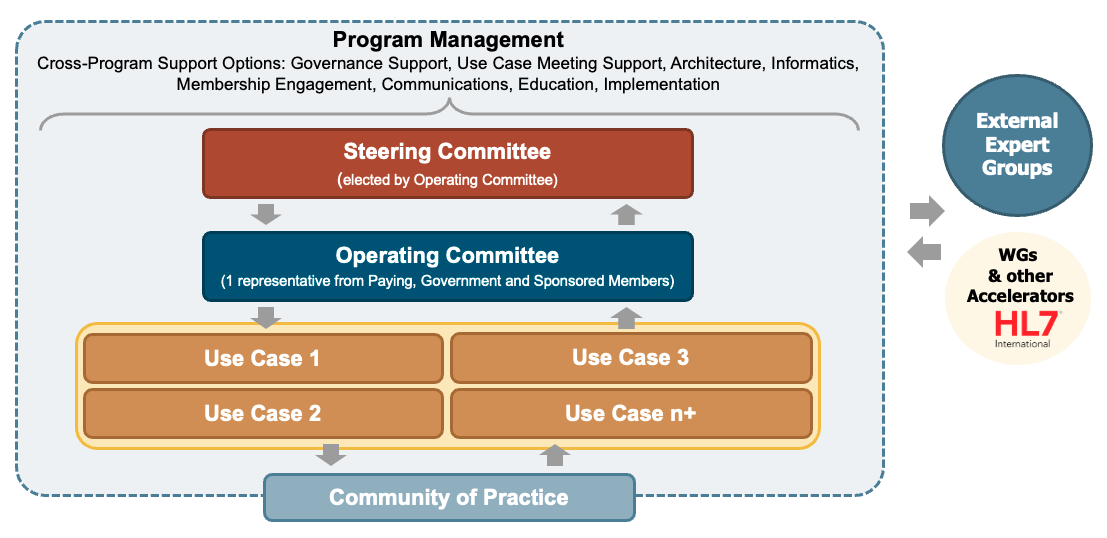 Program Management
Cross-Program Support Options: Governance Support, Use Case Meeting Support, Architecture, Informatics,
Membership Engagement, Communications, Education, Implementation
Steering Committee
(elected by Operating Committee)
Operating Committee
(1 representative from Paying, Government and Sponsored Members)
Use Case 1
Use Case 3
Use Case 2
Use Case n+
Community of Practice
External
Expert
Groups
WGs
& other
Accelerators
HL7
International